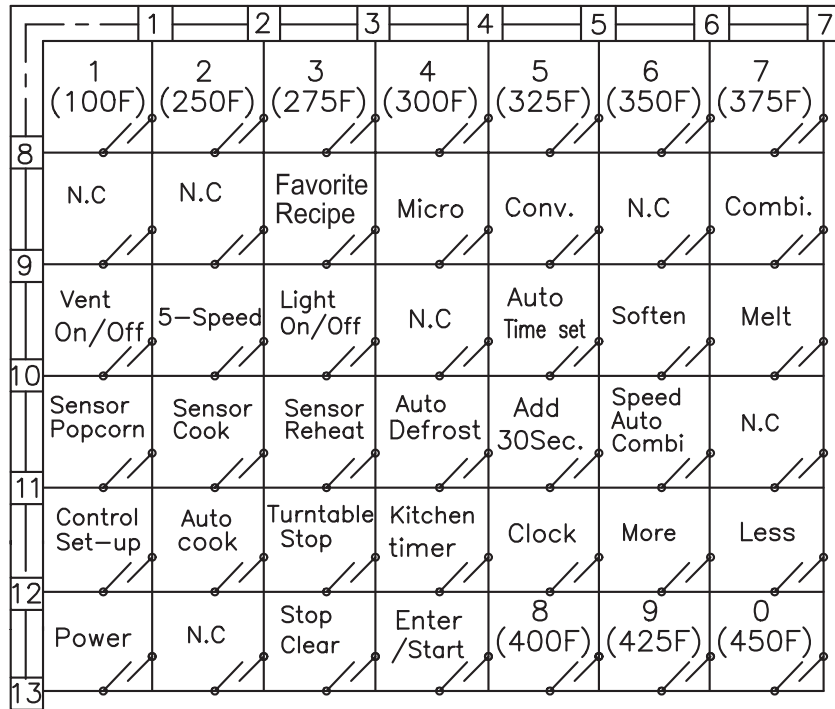 1 2 3 4 5 6 7
1 2 3 4 5 6 7
(100F) (250F) (275F) (300F) (325F) (350F) (375F)
8
N.C N.C Favorite Recipe Micro Conv. N.C Combi.
9
Vent On/Off 5-Speed Light On/Off N.C Auto Time set Soften Melt
10
Sensor Popcorn Sensor Cook Sensor Reheat Auto Defrost Add 30Sec. Speed Auto Combi N.C
11
Control Set-up Auto cook Turntable Stop Kitchen timer Clock More Less
12
Power N.C Stop Clear Enter /Start 8 (400F) 9 (425F) 0 (450F)
13